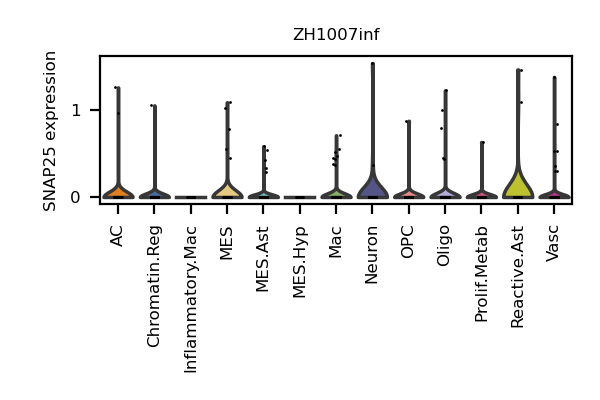 ZH1007inf
SNAP25 expression
1
0
AC
Chromatin.Reg
Inflammatory.Mac
MES
MES.Ast
MES.Hyp
Mac
Neuron
OPC
Oligo
Prolif.Metab
Reactive.Ast
Vasc